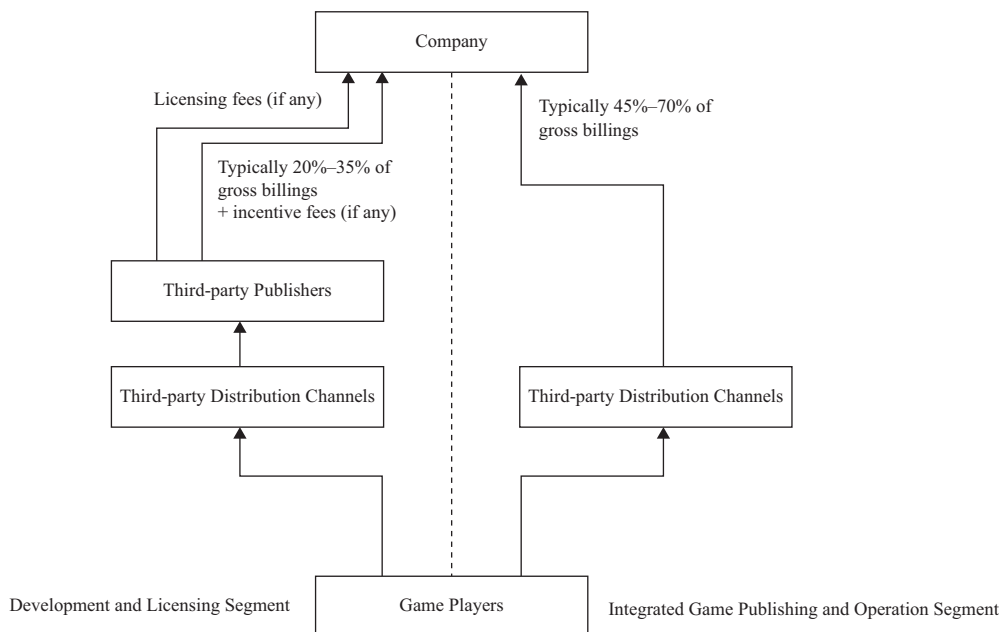 Company
Licensing fees (if any)
Typically 45%–70% of
gross billings
Typically 20%–35% of
gross billings
+ incentive fees (if any)
Third-party Publishers
Third-party Distribution Channels
Third-party Distribution Channels
Development and Licensing Segment
Game Players
Integrated Game Publishing and Operation Segment